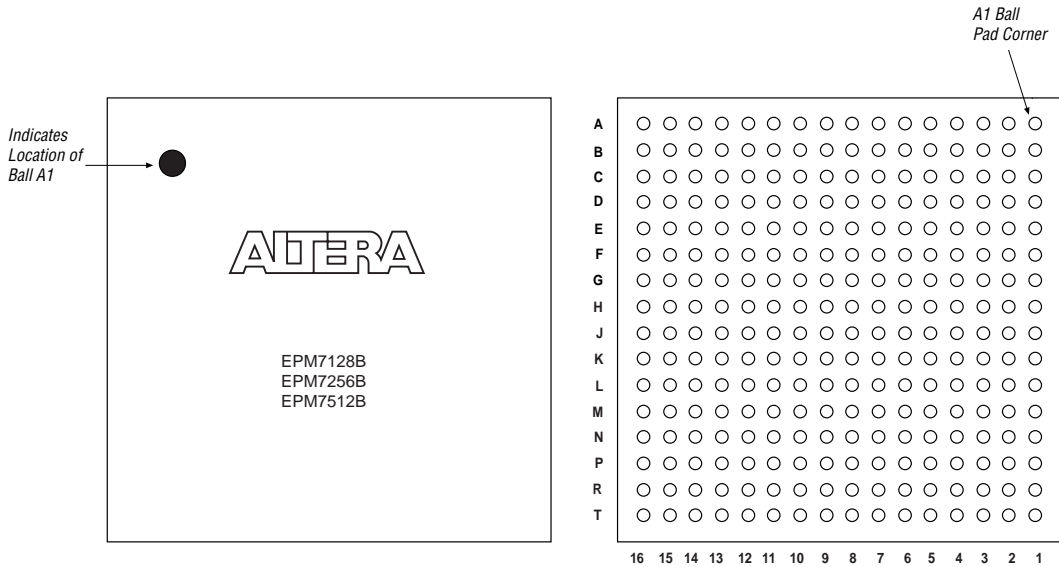 A1 Ball
Pad Corner
Indicates
Location of
Ball A1
ALTERA
EPM7128B
EPM7256B
EPM7512B
A
B
C
D
E
F
G
H
J
K
L
M
N
P
R
T
16 15 14 13 12 11 10 9 8 7 6 5 4 3 2 1